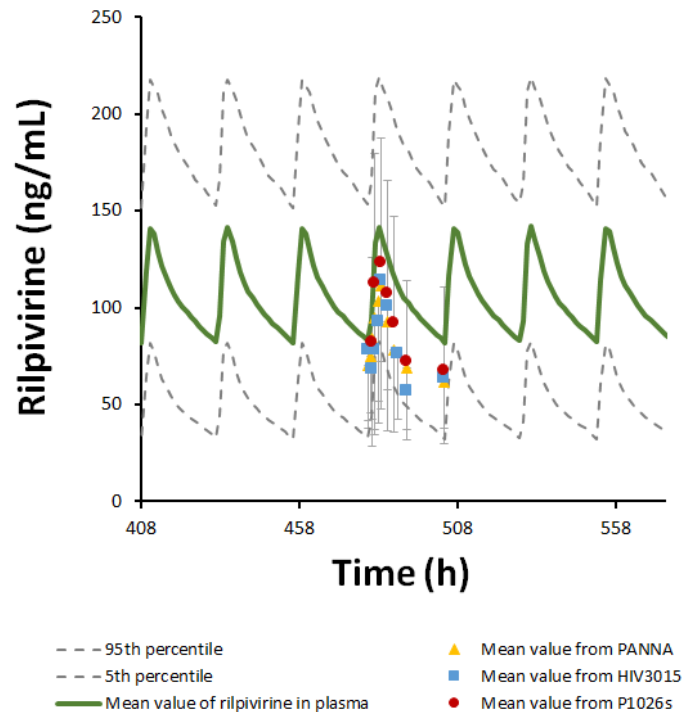 250
200
150
100
50
0
Rilpivirine (ng/mL)
408 458 508 558
Time (h)
95th percentile
5th percentile
Mean value of rilpivirine in plasma
Mean value from PANNA
Mean value from HIV3015
Mean value from P1026s